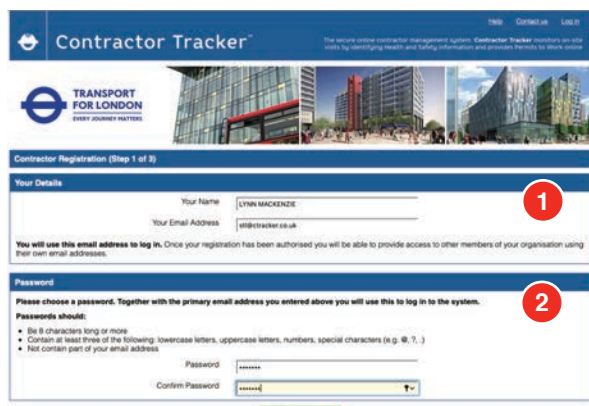 Help Contact us Log in
Contractor Tracker™
The secure online contractor management system. Contractor Tracker monitors on-site
visits by identifying Health and Safety information and provides Permits to Work online
TRANSPORT
FOR LONDON
EVERY JOURNEY MATTERS
Contractor Registration (Step 1 of 3)
Your Details
1
Your Name LYNN MACKENZIE
Your Email Address stl@ctracker.co.uk
You will use this email address to log in. Once your registration has been authorised you will be able to provide access to other members of your organisation using
their own email addresses.
Password
2
Please choose a password. Together with the primary email address you entered above you will use this to log in to the system.
Passwords should:
• Be 8 characters long or more
• Contain at least three of the following: lowercase letters, uppercase letters, numbers, special characters (e.g. @, ?, .)
• Not contain part of your email address
Password •••••••
Confirm Password •••••••